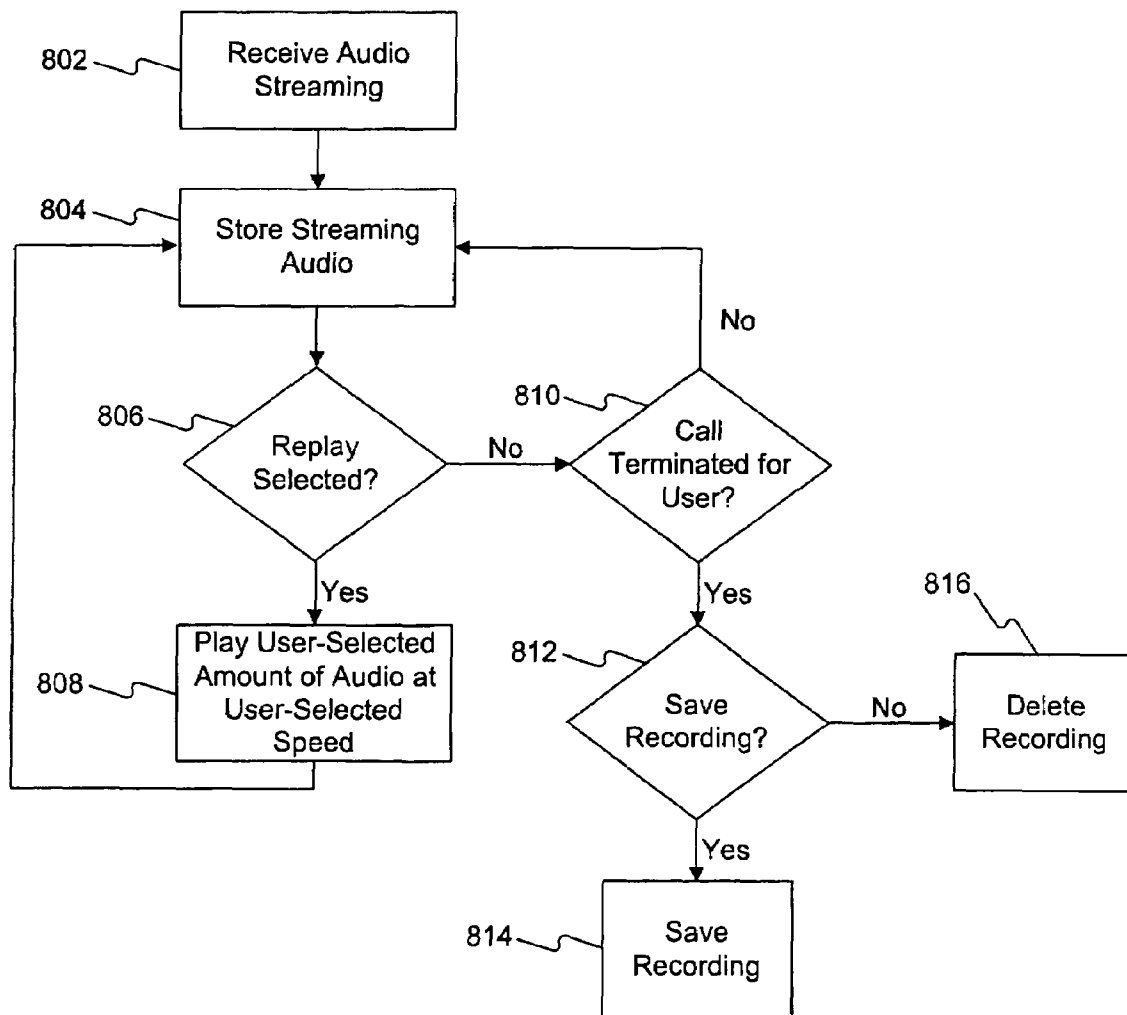 802
Receive Audio
Streaming
804
Store Streaming
Audio
No
806
Replay
Selected?
No
810
Call
Terminated for
User?
Yes
Yes
808
Play User-Selected
Amount of Audio at
User-Selected
Speed
812
Save
Recording?
No
816
Delete
Recording
Yes
814
Save
Recording